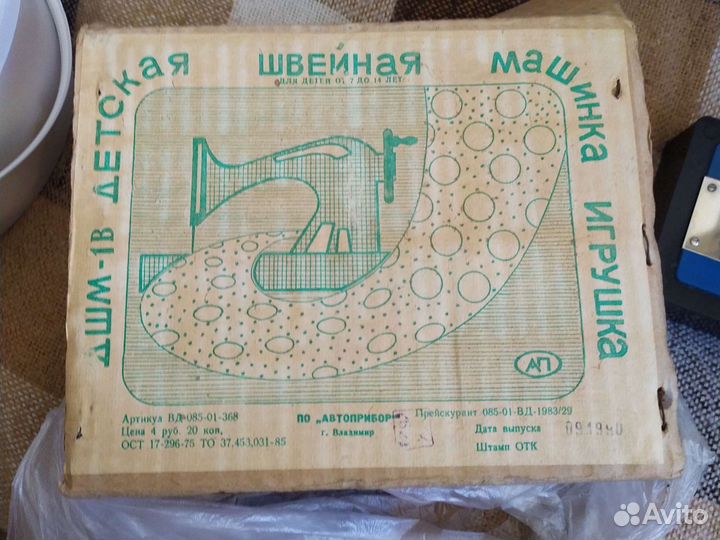 ДШМ-1В ДЕТСКАЯ ШВЕЙНАЯ МАШИНКА ИГРУШКА
ДЛЯ ДЕТЕЙ ОТ 7 ДО 14 ЛЕТ
АП
Артикул ВД-085-01-368
Цена 4 руб. 20 коп.
ОСТ 17-296-75 ТО 37.453.031-85
ПО „АВТОПРИБОР"
г. Владимир
Прейскурант 085-01-ВД-1983/29
Дата выпуска 091990
Штамп ОТК
Avito